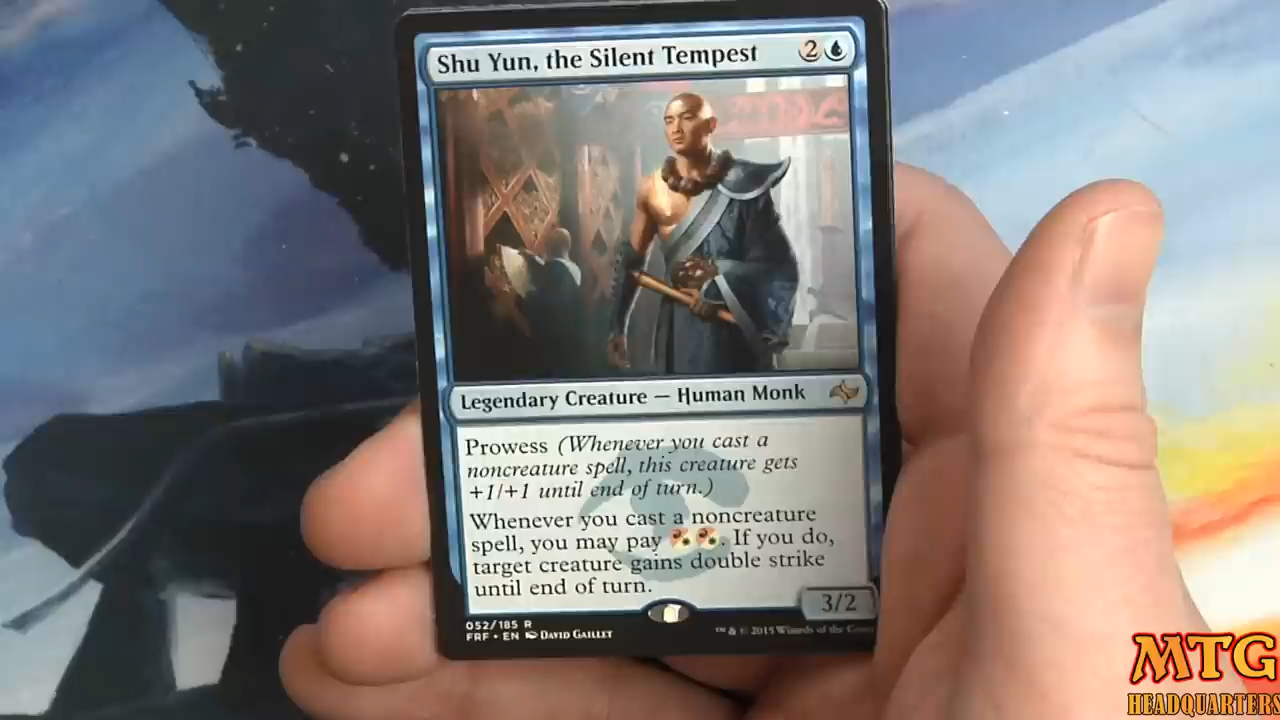 Shu Yun, the Silent Tempest 2
Legendary Creature — Human Monk
Prowess (Whenever you cast a
noncreature spell, this creature gets
+1/+1 until end of turn.)
Whenever you cast a noncreature
spell, you may pay . If you do,
target creature gains double strike
until end of turn.
3/2
052/185 R
FRF • EN David Gaillet
™ & © 2015 Wizards of the Coast
MTG
HEADQUARTERS